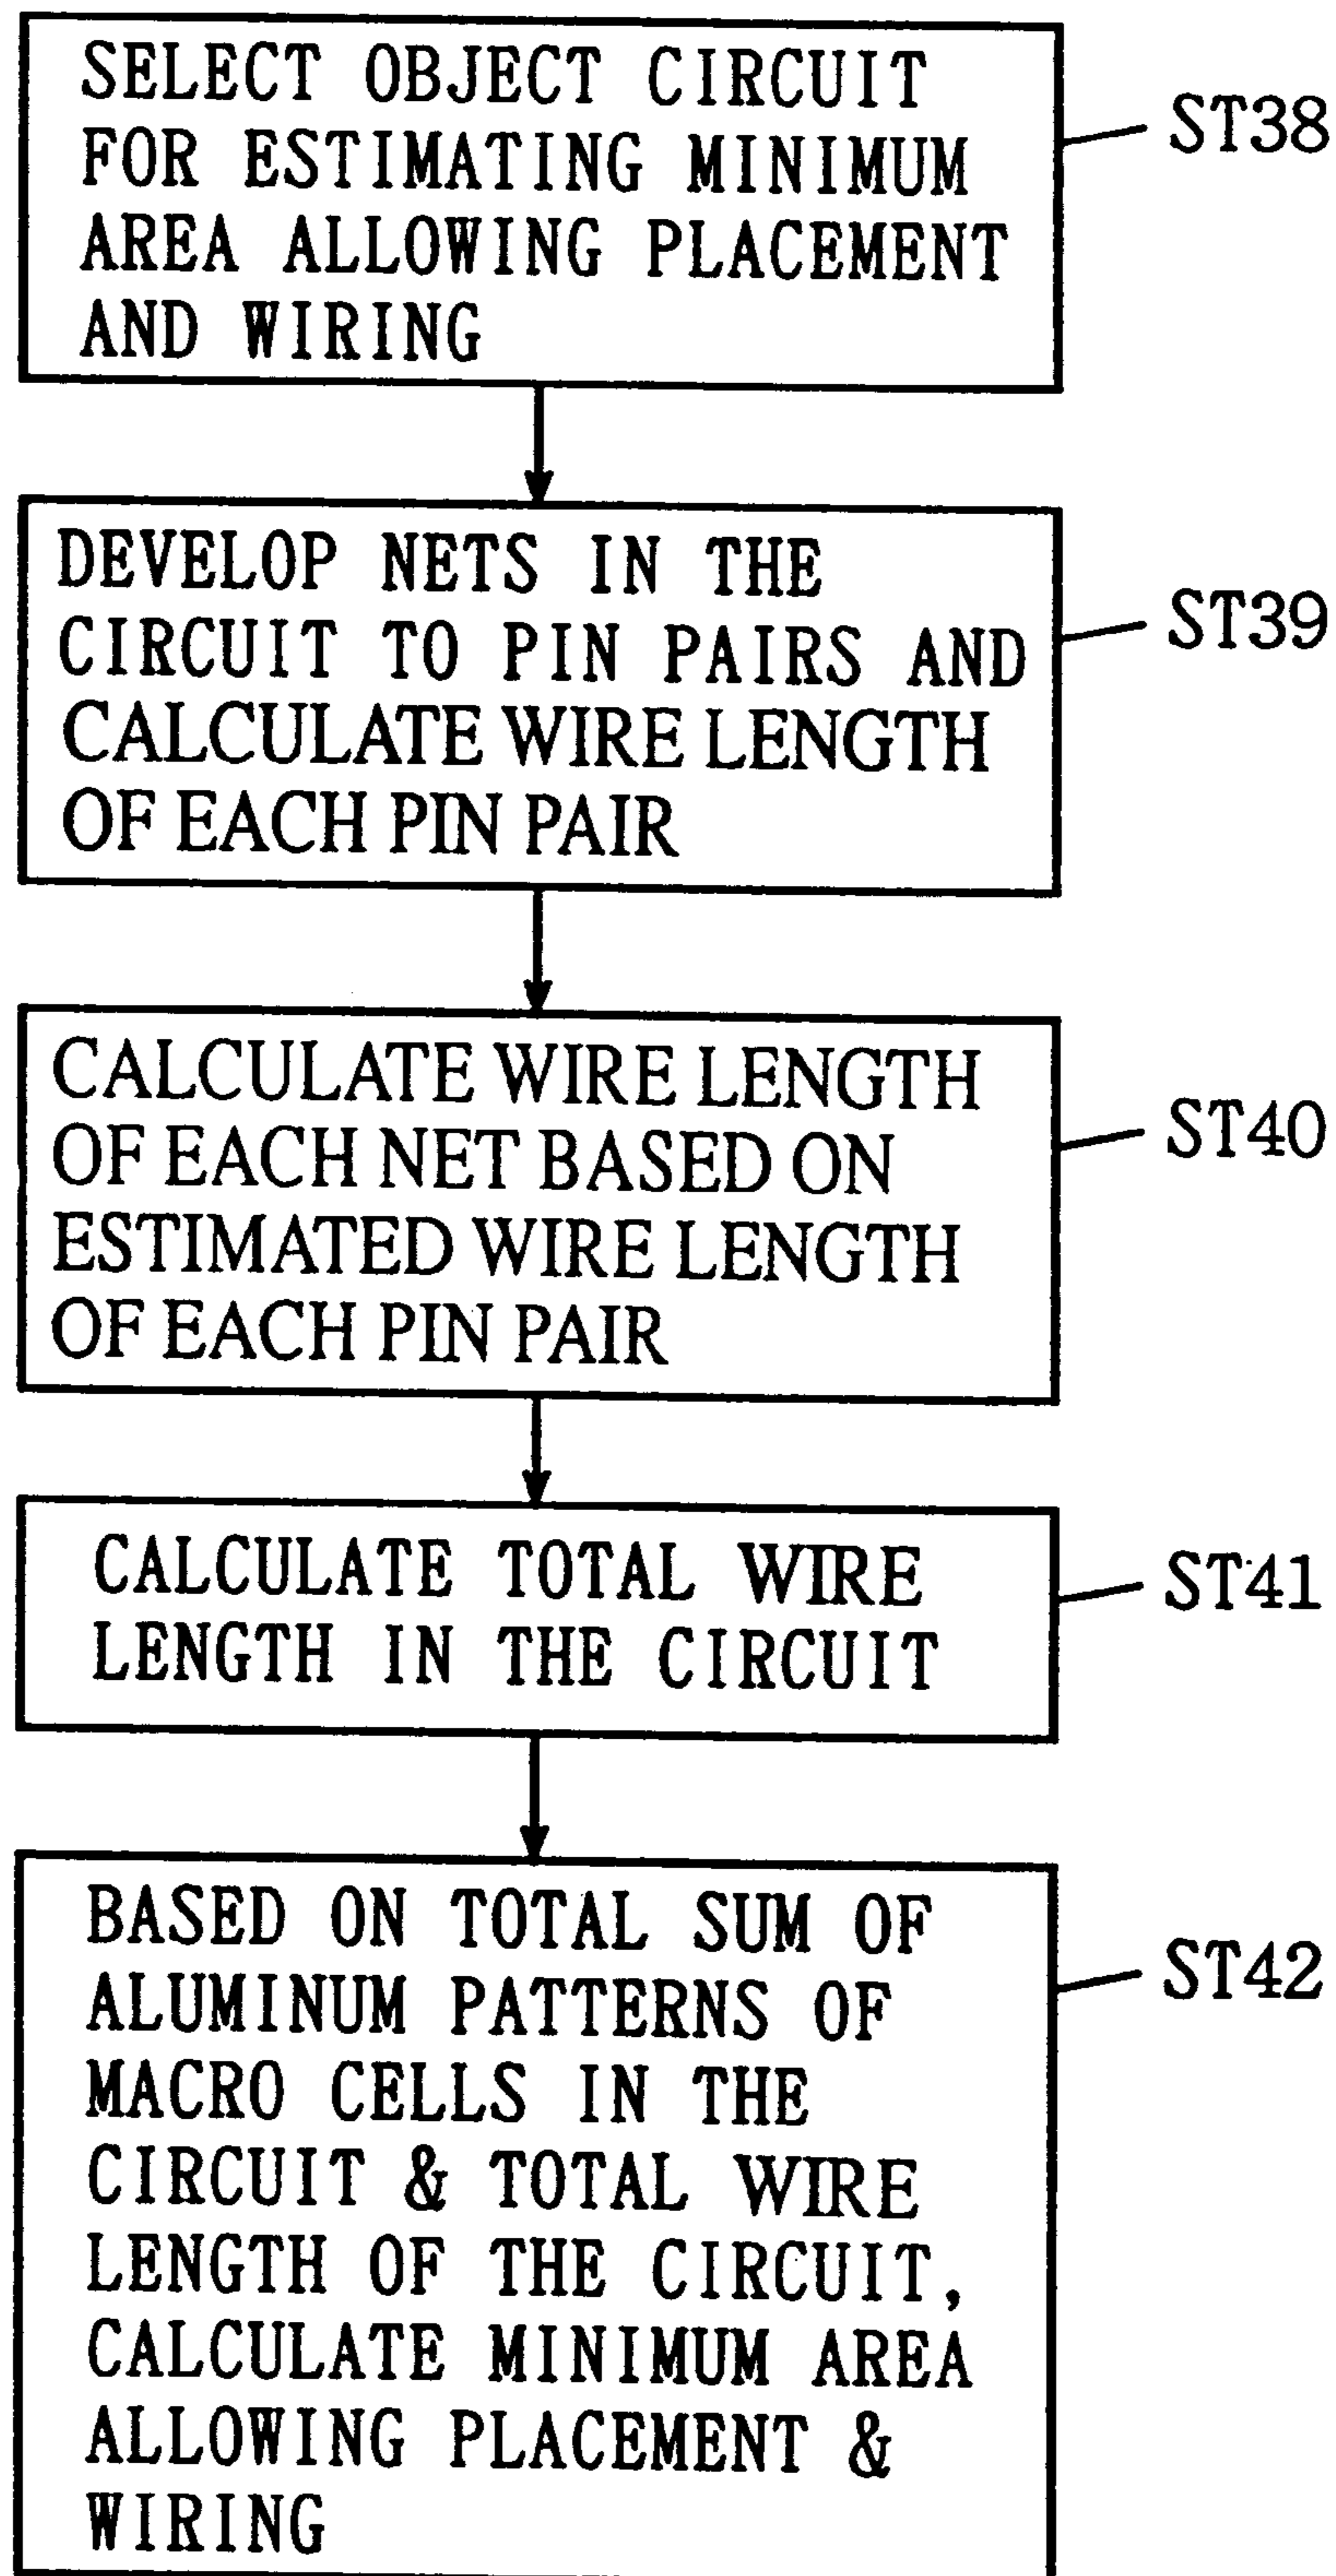 SELECT OBJECT CIRCUIT
FOR ESTIMATING MINIMUM
AREA ALLOWING PLACEMENT
AND WIRING
ST38
DEVELOP NETS IN THE
CIRCUIT TO PIN PAIRS AND
CALCULATE WIRE LENGTH
OF EACH PIN PAIR
ST39
CALCULATE WIRE LENGTH
OF EACH NET BASED ON
ESTIMATED WIRE LENGTH
OF EACH PIN PAIR
ST40
CALCULATE TOTAL WIRE
LENGTH IN THE CIRCUIT
ST41
BASED ON TOTAL SUM OF
ALUMINUM PATTERNS OF
MACRO CELLS IN THE
CIRCUIT & TOTAL WIRE
LENGTH OF THE CIRCUIT,
CALCULATE MINIMUM AREA
ALLOWING PLACEMENT &
WIRING
ST42